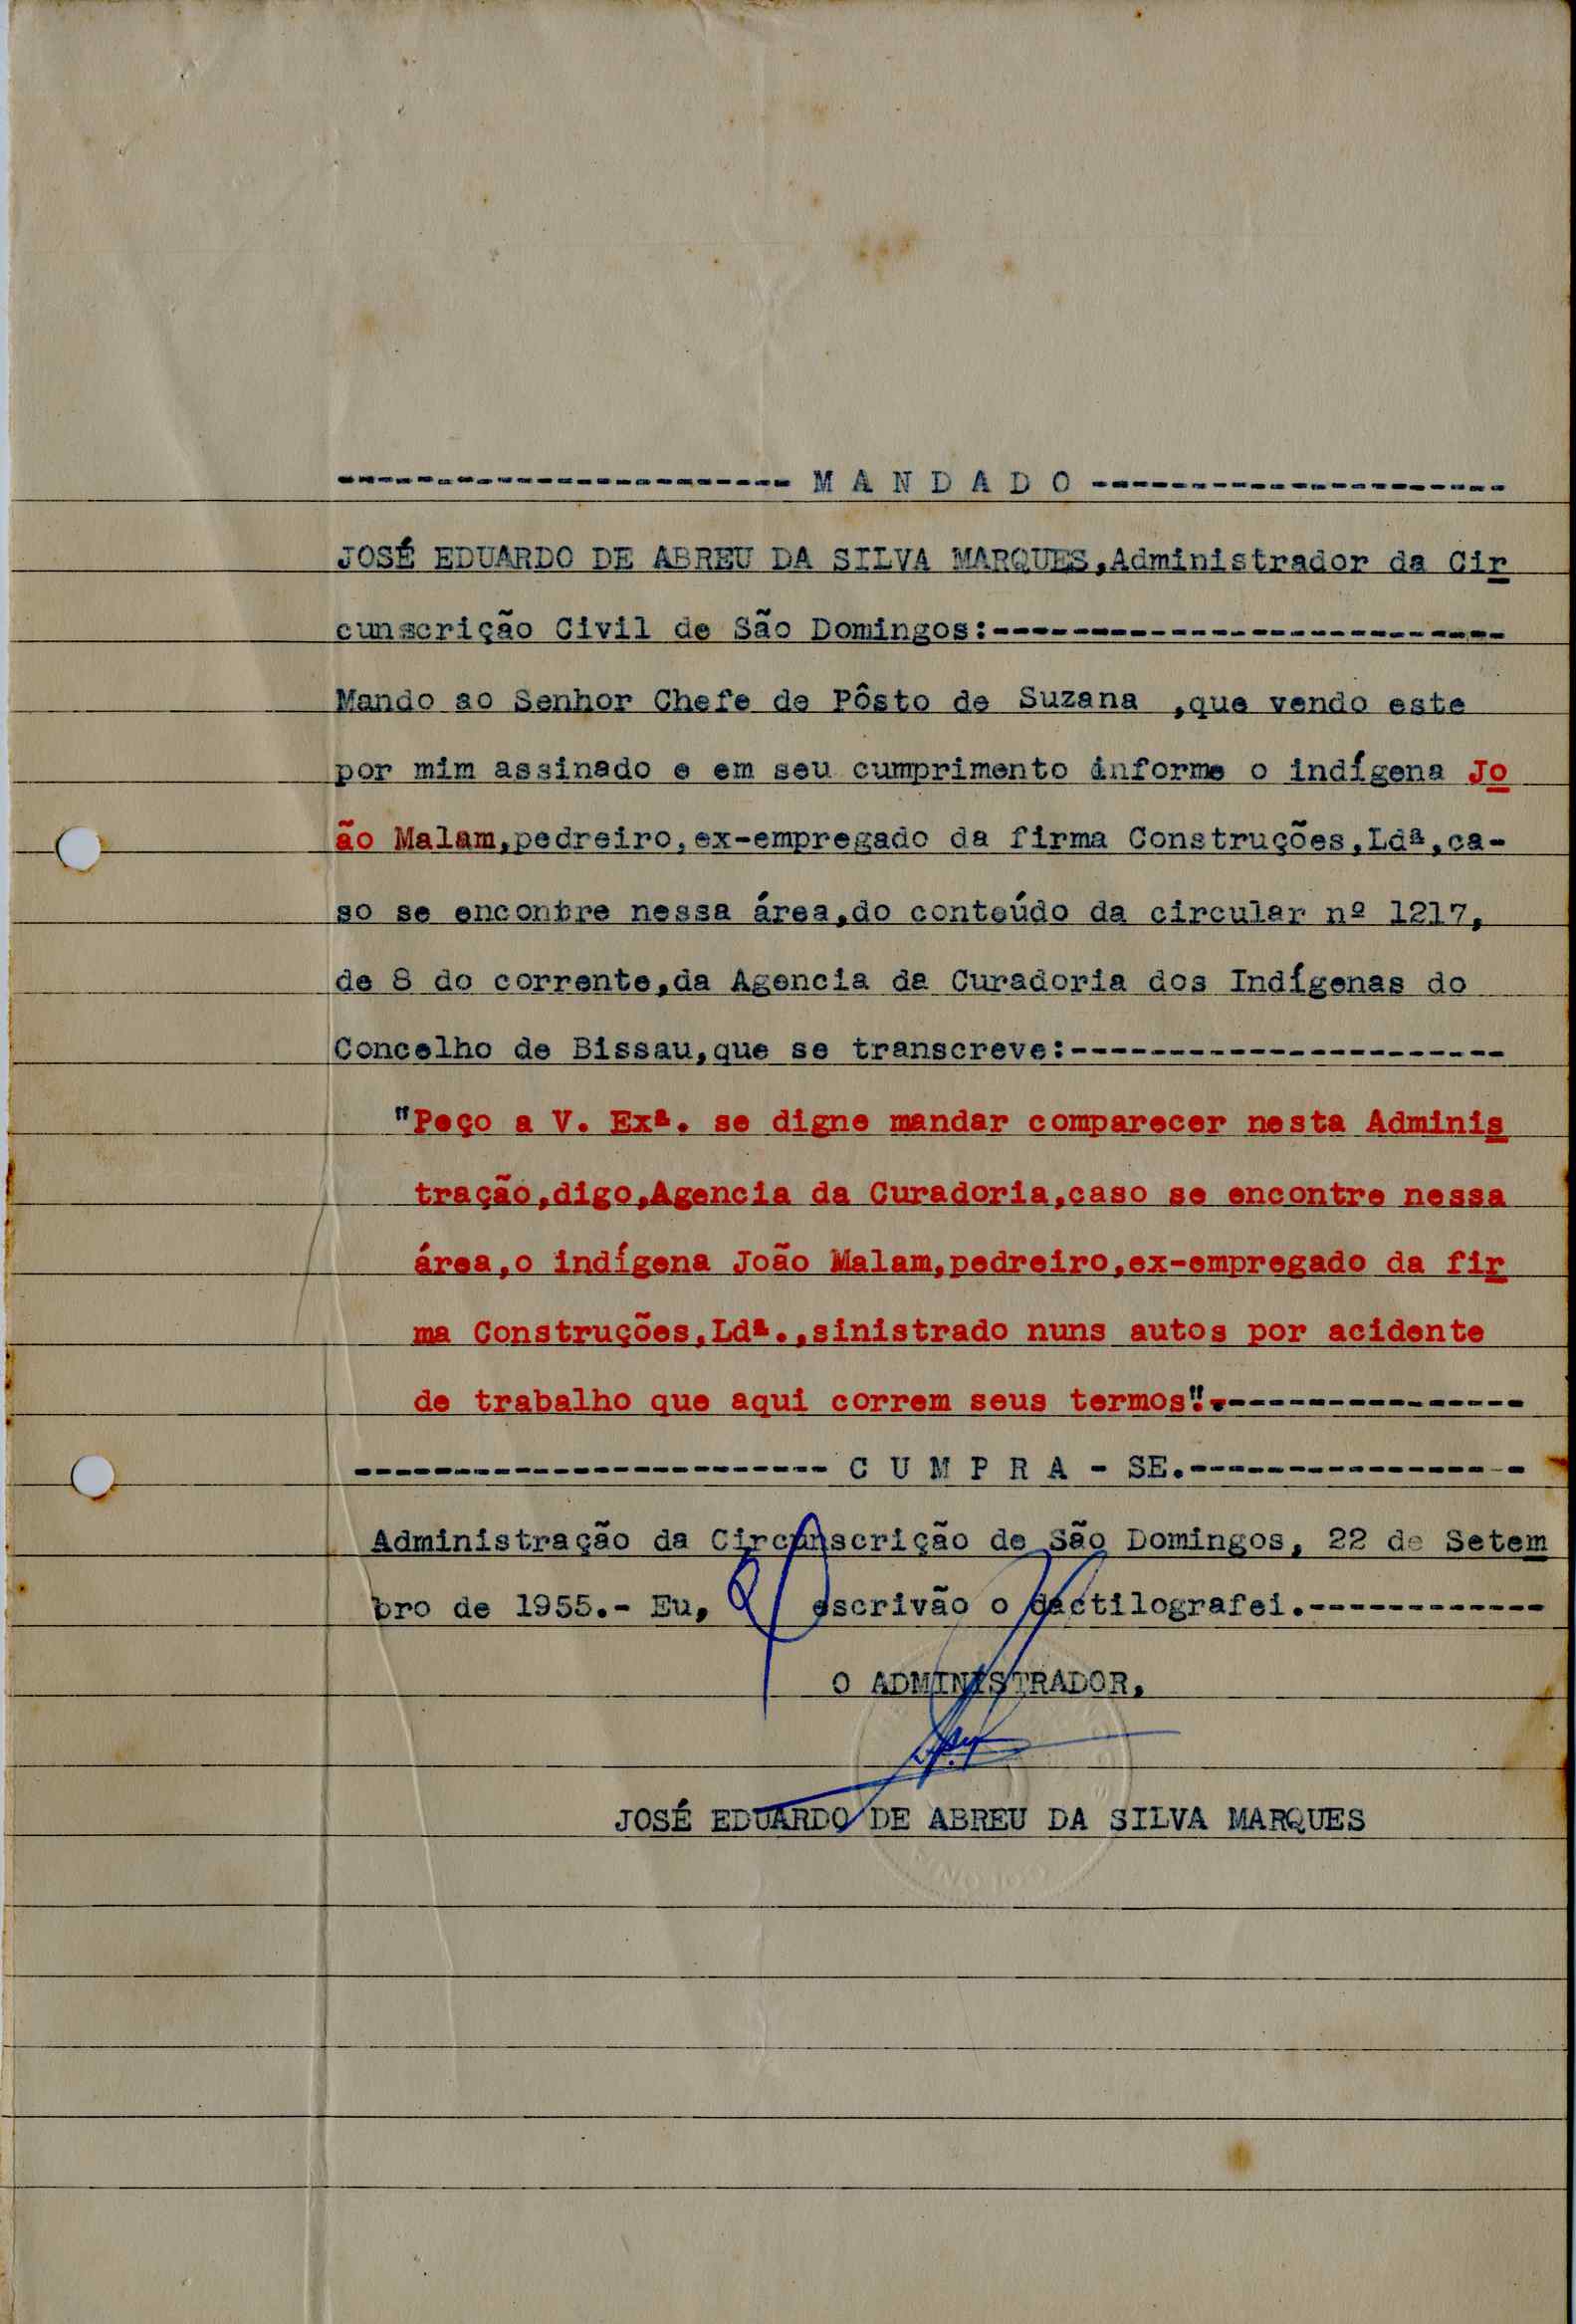 ----------------------- M A N D A D O ---------------------
JOSÉ EDUARDO DE ABREU DA SILVA MARQUES,Administrador da Cir
cunscrição Civil de São Domingos:--------------------------
Mando ao Senhor Chefe de Pôsto de Suzana ,que vendo este
por mim assinado e em seu cumprimento informe o indígena Jo
ão Malam,pedreiro,ex-empregado da firma Construções,Ldª,ca-
so se encontre nessa área,do conteúdo da circular nº 1217,
de 8 do corrente,da Agencia da Curadoria dos Indígenas do
Concelho de Bissau,que se transcreve:----------------------
"Peço a V. Exª. se digne mandar comparecer nesta Adminis
tração,digo,Agencia da Curadoria,caso se encontre nessa
área,o indígena João Malam,pedreiro,ex-empregado da fir
ma Construções,Ldª.,sinistrado nuns autos por acidente
de trabalho que aqui correm seus termos".----------------
------------------------ C U M P R A - SE.-----------------
Administração da Circunscrição de São Domingos, 22 de Setem
bro de 1955.- Eu, escrivão o dactilografei.------------
O ADMINISTRADOR,
JOSÉ EDUARDO DE ABREU DA SILVA MARQUES